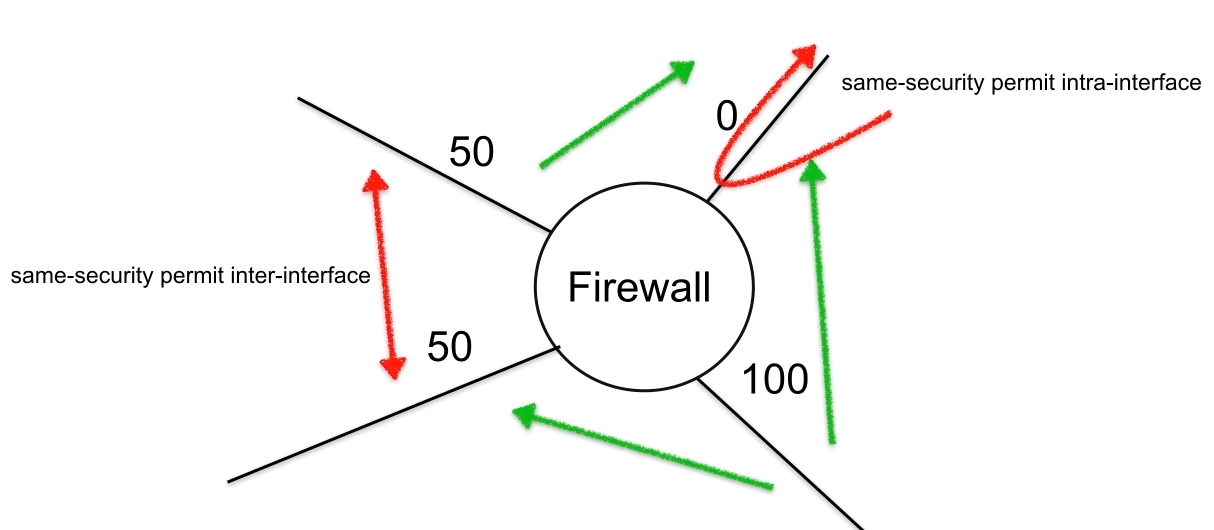 same-security permit intra-interface
0
50
same-security permit inter-interface
Firewall
50
100